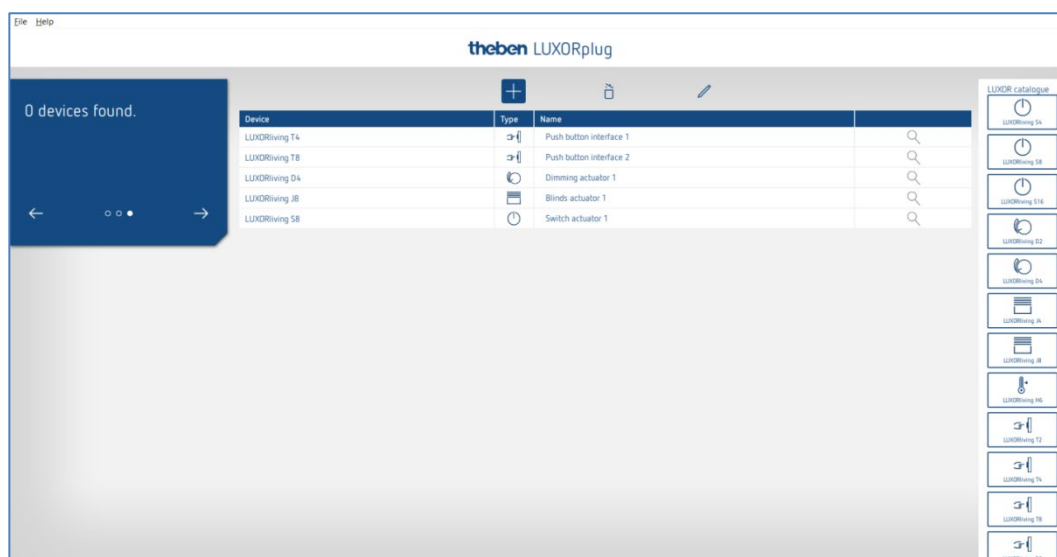 File Help
theben LUXORplug
0 devices found.
Device Type Name
LUXORliving T4 Push button interface 1
LUXORliving T8 Push button interface 2
LUXORliving D4 Dimming actuator 1
LUXORliving J8 Blinds actuator 1
LUXORliving S8 Switch actuator 1
LUXOR catalogue
LUXORliving S4
LUXORliving S8
LUXORliving S16
LUXORliving D2
LUXORliving D4
LUXORliving J4
LUXORliving J8
LUXORliving H6
LUXORliving T2
LUXORliving T4
LUXORliving T8